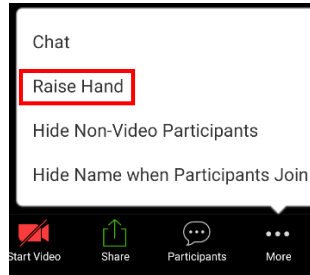 Chat
Raise Hand
Hide Non-Video Participants
Hide Name when Participants Join
Start Video Share Participants More